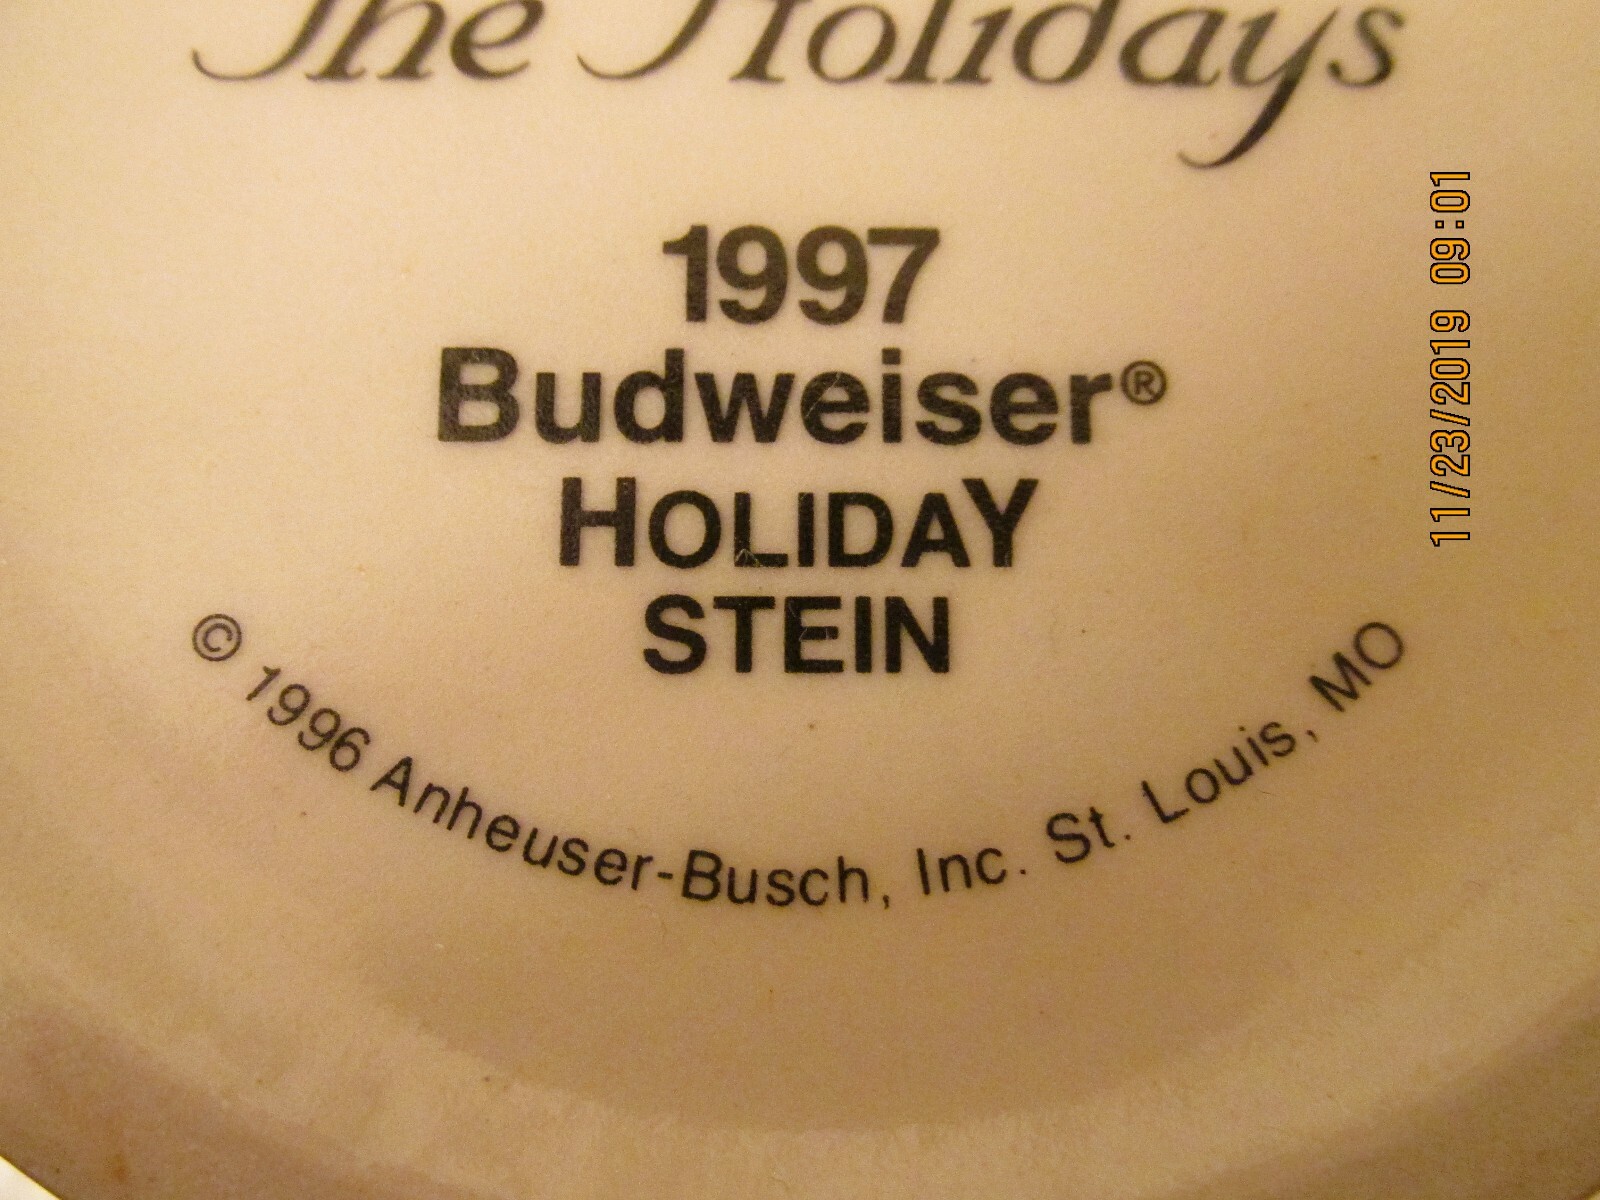 The Holidays
1997
Budweiser®
HOLIDAY
STEIN
© 1996 Anheuser-Busch, Inc. St. Louis, MO
11/23/2019 09:01